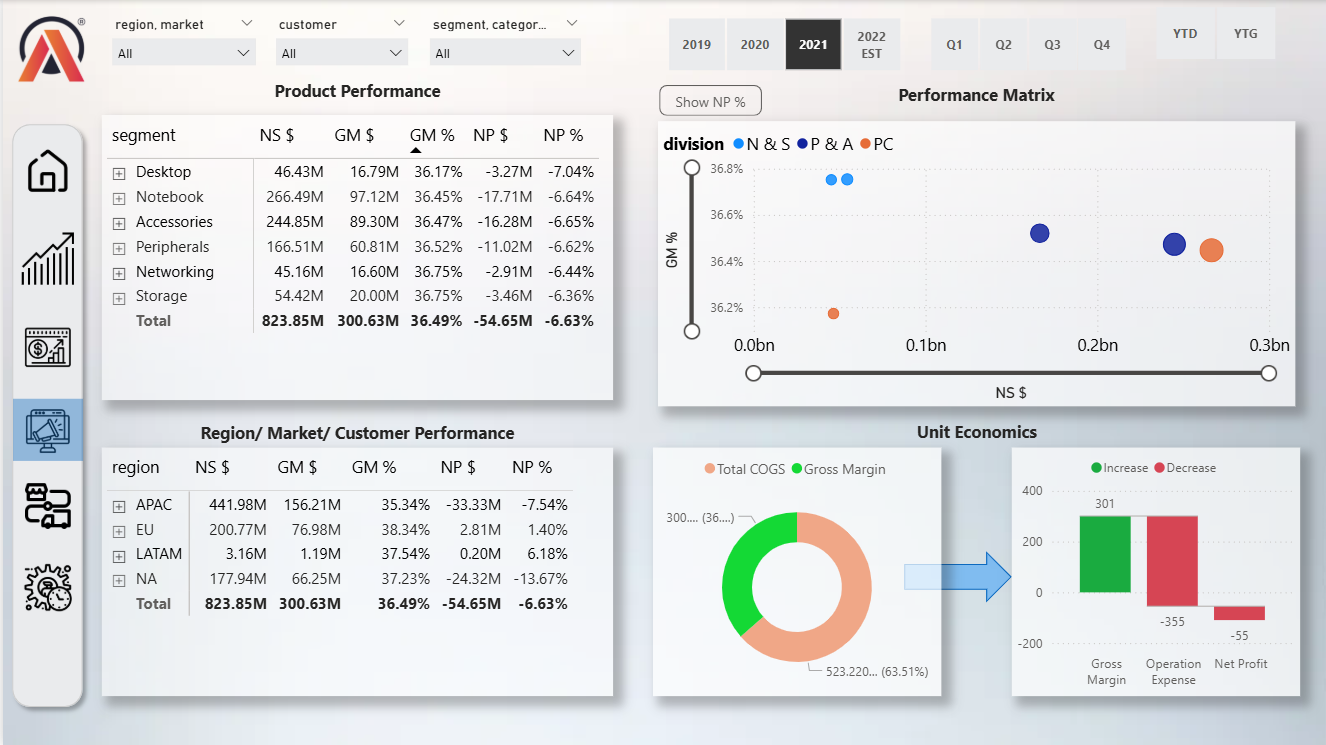 region, market
customer
segment, categor...
All
All
All
2019
2020
2021
2022
EST
Q1
Q2
Q3
Q4
YTD
YTG
®
Product Performance
segment NS $ GM $ GM % NP $ NP %
Desktop 46.43M 16.79M 36.17% -3.27M -7.04%
Notebook 266.49M 97.12M 36.45% -17.71M -6.64%
Accessories 244.85M 89.30M 36.47% -16.28M -6.65%
Peripherals 166.51M 60.81M 36.52% -11.02M -6.62%
Networking 45.16M 16.60M 36.75% -2.91M -6.44%
Storage 54.42M 20.00M 36.75% -3.46M -6.36%
Total 823.85M 300.63M 36.49% -54.65M -6.63%
Show NP %
Performance Matrix
division N & S P & A PC
36.8%
36.6%
36.4%
36.2%
GM %
0.0bn 0.1bn 0.2bn 0.3bn
NS $
Region/ Market/ Customer Performance
region NS $ GM $ GM % NP $ NP %
APAC 441.98M 156.21M 35.34% -33.33M -7.54%
EU 200.77M 76.98M 38.34% 2.81M 1.40%
LATAM 3.16M 1.19M 37.54% 0.20M 6.18%
NA 177.94M 66.25M 37.23% -24.32M -13.67%
Total 823.85M 300.63M 36.49% -54.65M -6.63%
Unit Economics
Total COGS Gross Margin
300.... (36....)
523.220... (63.51%)
Increase Decrease
400
200
0
-200
301
-355
-55
Gross
Margin
Operation
Expense
Net Profit